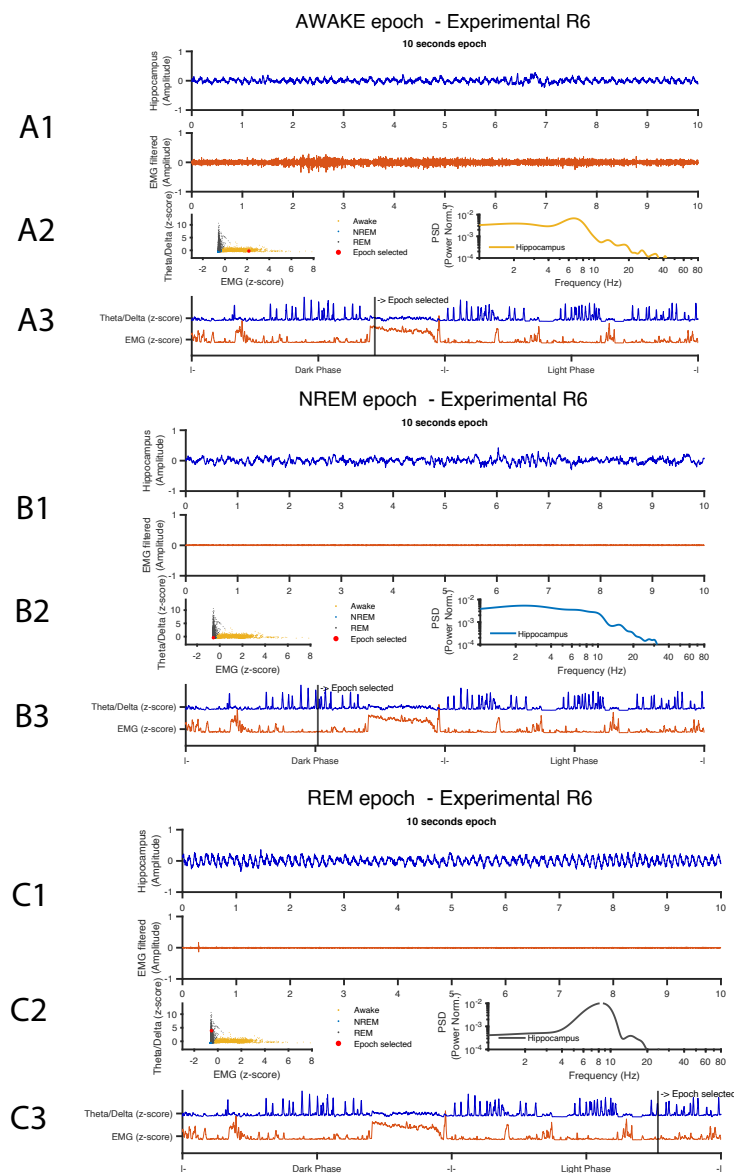 AWAKE epoch - Experimental R6
10 seconds epoch
A1
Hippocampus
(Amplitude)
1
0
-1
0 1 2 3 4 5 6 7 8 9 10
EMG filtered
(Amplitude)
1
0
-1
0 1 2 3 4 5 6 7 8 9 10
A2
Theta/Delta (z-score)
10
5
0
-2 0 2 4 6 8
EMG (z-score)
Awake
NREM
REM
Epoch selected
PSD
(Power Norm.)
10-2
10-3
10-4
Hippocampus
2 4 6 8 10 20 40 60 80
Frequency (Hz)
A3
-> Epoch selected
Theta/Delta (z-score)
EMG (z-score)
I- Dark Phase -I- Light Phase -I
NREM epoch - Experimental R6
10 seconds epoch
B1
Hippocampus
(Amplitude)
1
0
-1
0 1 2 3 4 5 6 7 8 9 10
EMG filtered
(Amplitude)
1
0
-1
0 1 2 3 4 5 6 7 8 9 10
B2
Theta/Delta (z-score)
10
5
0
-2 0 2 4 6 8
EMG (z-score)
Awake
NREM
REM
Epoch selected
PSD
(Power Norm.)
10-2
10-3
10-4
Hippocampus
2 4 6 8 10 20 40 60 80
Frequency (Hz)
B3
-> Epoch selected
Theta/Delta (z-score)
EMG (z-score)
I- Dark Phase -I- Light Phase -I
REM epoch - Experimental R6
10 seconds epoch
C1
Hippocampus
(Amplitude)
1
0
-1
0 1 2 3 4 5 6 7 8 9 10
EMG filtered
(Amplitude)
1
0
-1
0 1 2 3 4 5 6 7 8 9 10
C2
Theta/Delta (z-score)
10
5
0
-2 0 2 4 6 8
EMG (z-score)
Awake
NREM
REM
Epoch selected
PSD
(Power Norm.)
10-2
10-3
10-4
Hippocampus
2 4 6 8 10 20 40 60 80
Frequency (Hz)
C3
-> Epoch selected
Theta/Delta (z-score)
EMG (z-score)
I- Dark Phase -I- Light Phase -I